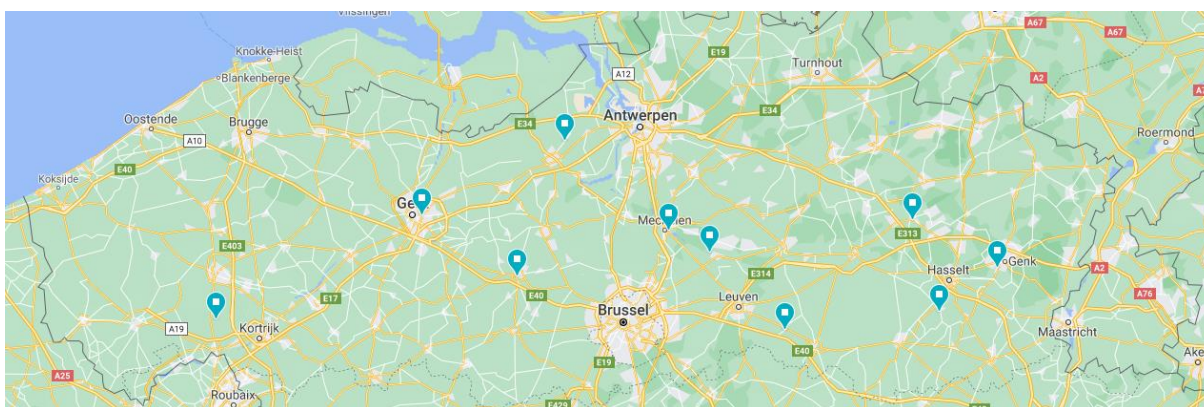 Vlissingen
A67
A67
Knokke-Heist
E19
Turnhout
A12
A2
Blankenberge
Oostende
Brugge
E34
Antwerpen
E34
Roermond
A10
E40
Koksijde
Mechelen
E313
E403
E314
Genk
A2
Hasselt
E17
E40
Leuven
A76
Brussel
A19
Kortrijk
E40
Maastricht
E19
A25
Roubaix
E429